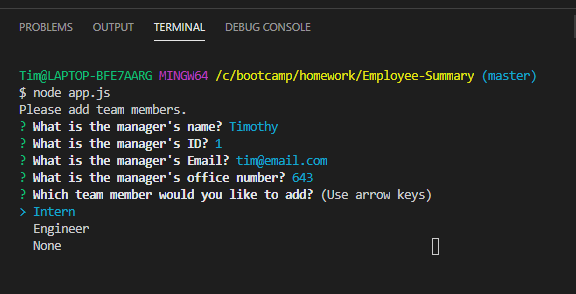 PROBLEMS OUTPUT TERMINAL DEBUG CONSOLE
Tim@LAPTOP-BFE7AARG MINGW64 /c/bootcamp/homework/Employee-Summary (master)
$ node app.js
Please add team members.
? What is the manager's name? Timothy
? What is the manager's ID? 1
? What is the manager's Email? tim@email.com
? What is the manager's office number? 643
? Which team member would you like to add? (Use arrow keys)
> Intern
Engineer
None